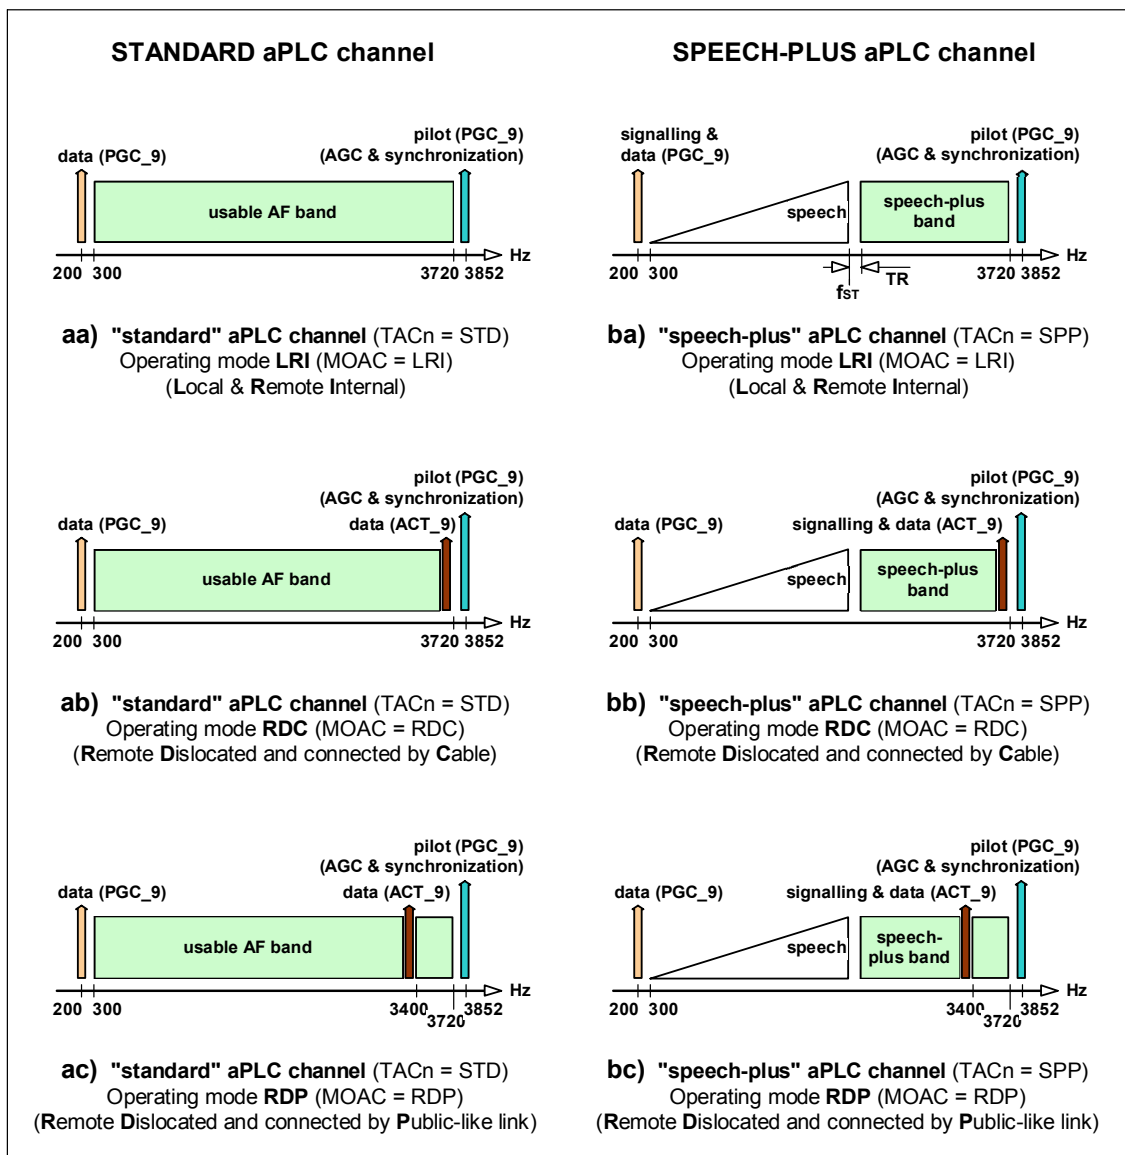 STANDARD aPLC channel
SPEECH-PLUS aPLC channel
pilot (PGC_9)
(AGC & synchronization)
data (PGC_9)
usable AF band
Hz
200 300
3720 3852
aa) "standard" aPLC channel (TACn = STD)
Operating mode LRI (MOAC = LRI)
(Local & Remote Internal)
signalling &
data (PGC_9)
pilot (PGC_9)
(AGC & synchronization)
speech
speech-plus
band
Hz
200 300
3720 3852
fST
TR
ba) "speech-plus" aPLC channel (TACn = SPP)
Operating mode LRI (MOAC = LRI)
(Local & Remote Internal)
pilot (PGC_9)
(AGC & synchronization)
data (PGC_9)
data (ACT_9)
usable AF band
Hz
200 300
3720 3852
ab) "standard" aPLC channel (TACn = STD)
Operating mode RDC (MOAC = RDC)
(Remote Dislocated and connected by Cable)
pilot (PGC_9)
(AGC & synchronization)
data (PGC_9)
signalling & data (ACT_9)
speech
speech-plus
band
Hz
200 300
3720 3852
bb) "speech-plus" aPLC channel (TACn = SPP)
Operating mode RDC (MOAC = RDC)
(Remote Dislocated and connected by Cable)
pilot (PGC_9)
(AGC & synchronization)
data (PGC_9)
data (ACT_9)
usable AF band
Hz
200 300
3400
3720
3852
ac) "standard" aPLC channel (TACn = STD)
Operating mode RDP (MOAC = RDP)
(Remote Dislocated and connected by Public-like link)
pilot (PGC_9)
(AGC & synchronization)
data (PGC_9)
signalling & data (ACT_9)
speech
speech-
plus band
Hz
200 300
3400
3720
3852
bc) "speech-plus" aPLC channel (TACn = SPP)
Operating mode RDP (MOAC = RDP)
(Remote Dislocated and connected by Public-like link)